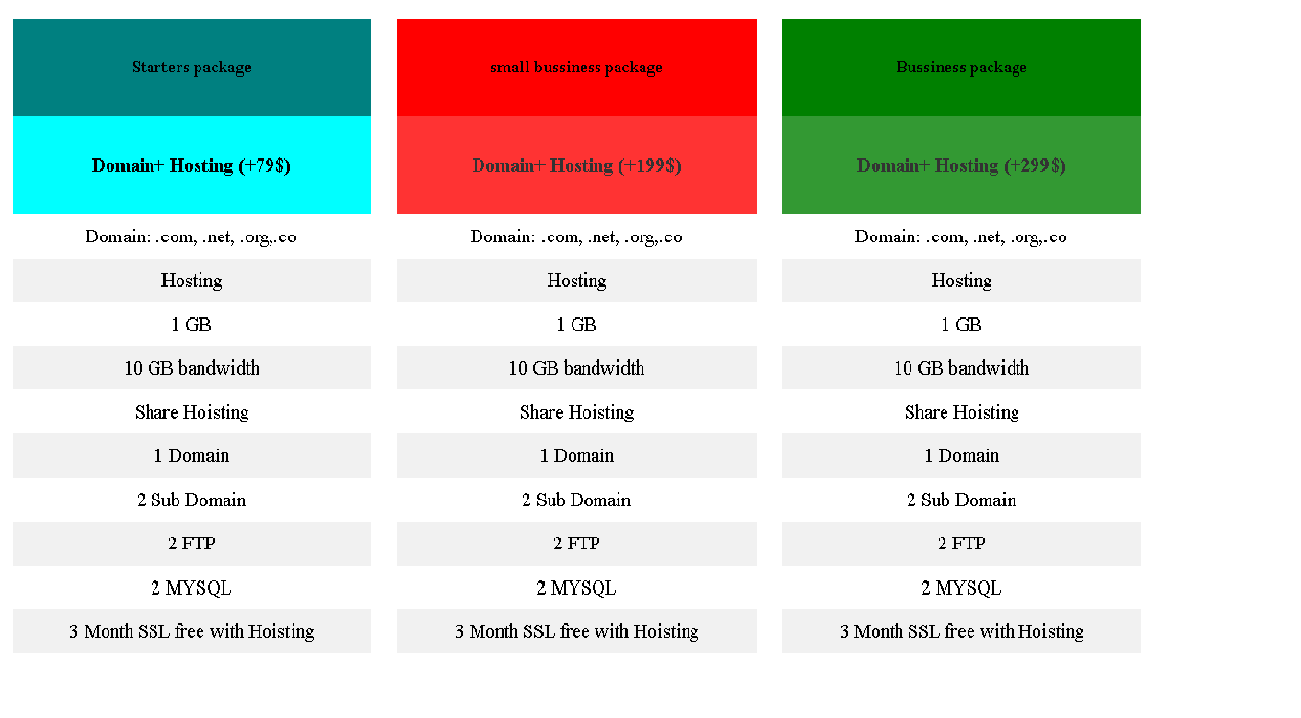 Starters package
Domain+ Hosting (+79$)
Domain: .com, .net, .org,.co
Hosting
1 GB
10 GB bandwidth
Share Hoisting
1 Domain
2 Sub Domain
2 FTP
2 MYSQL
3 Month SSL free with Hoisting
small bussiness package
Domain+ Hosting (+199$)
Domain: .com, .net, .org,.co
Hosting
1 GB
10 GB bandwidth
Share Hoisting
1 Domain
2 Sub Domain
2 FTP
2 MYSQL
3 Month SSL free with Hoisting
Bussiness package
Domain+ Hosting (+299$)
Domain: .com, .net, .org,.co
Hosting
1 GB
10 GB bandwidth
Share Hoisting
1 Domain
2 Sub Domain
2 FTP
2 MYSQL
3 Month SSL free with Hoisting